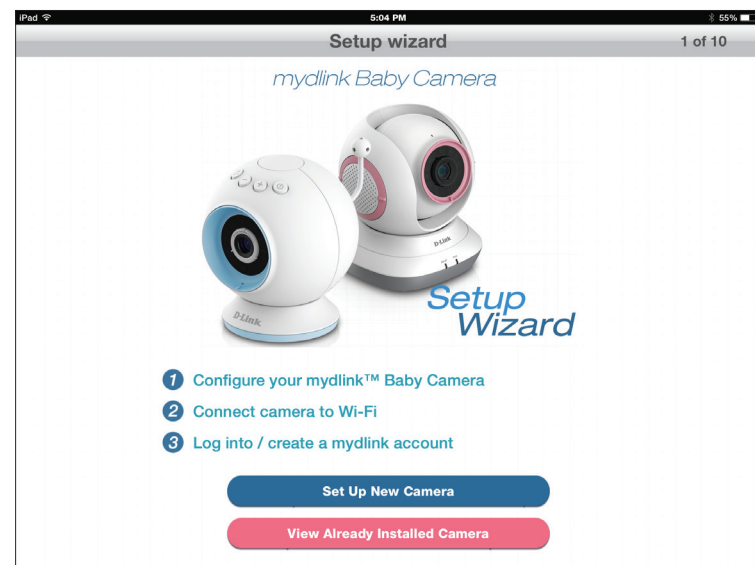 iPad 5:04 PM 55%
Setup wizard 1 of 10
mydlink Baby Camera
D-Link
D-Link
Setup
Wizard
1 Configure your mydlink™ Baby Camera
2 Connect camera to Wi-Fi
3 Log into / create a mydlink account
Set Up New Camera
View Already Installed Camera